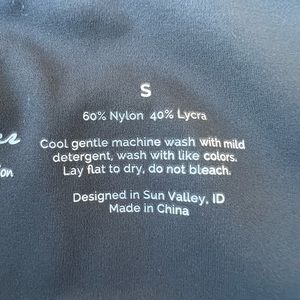 S
60% Nylon 40% Lycra
Cool gentle machine wash with mild
detergent, wash with like colors.
Lay flat to dry, do not bleach.
Designed in Sun Valley, ID
Made in China